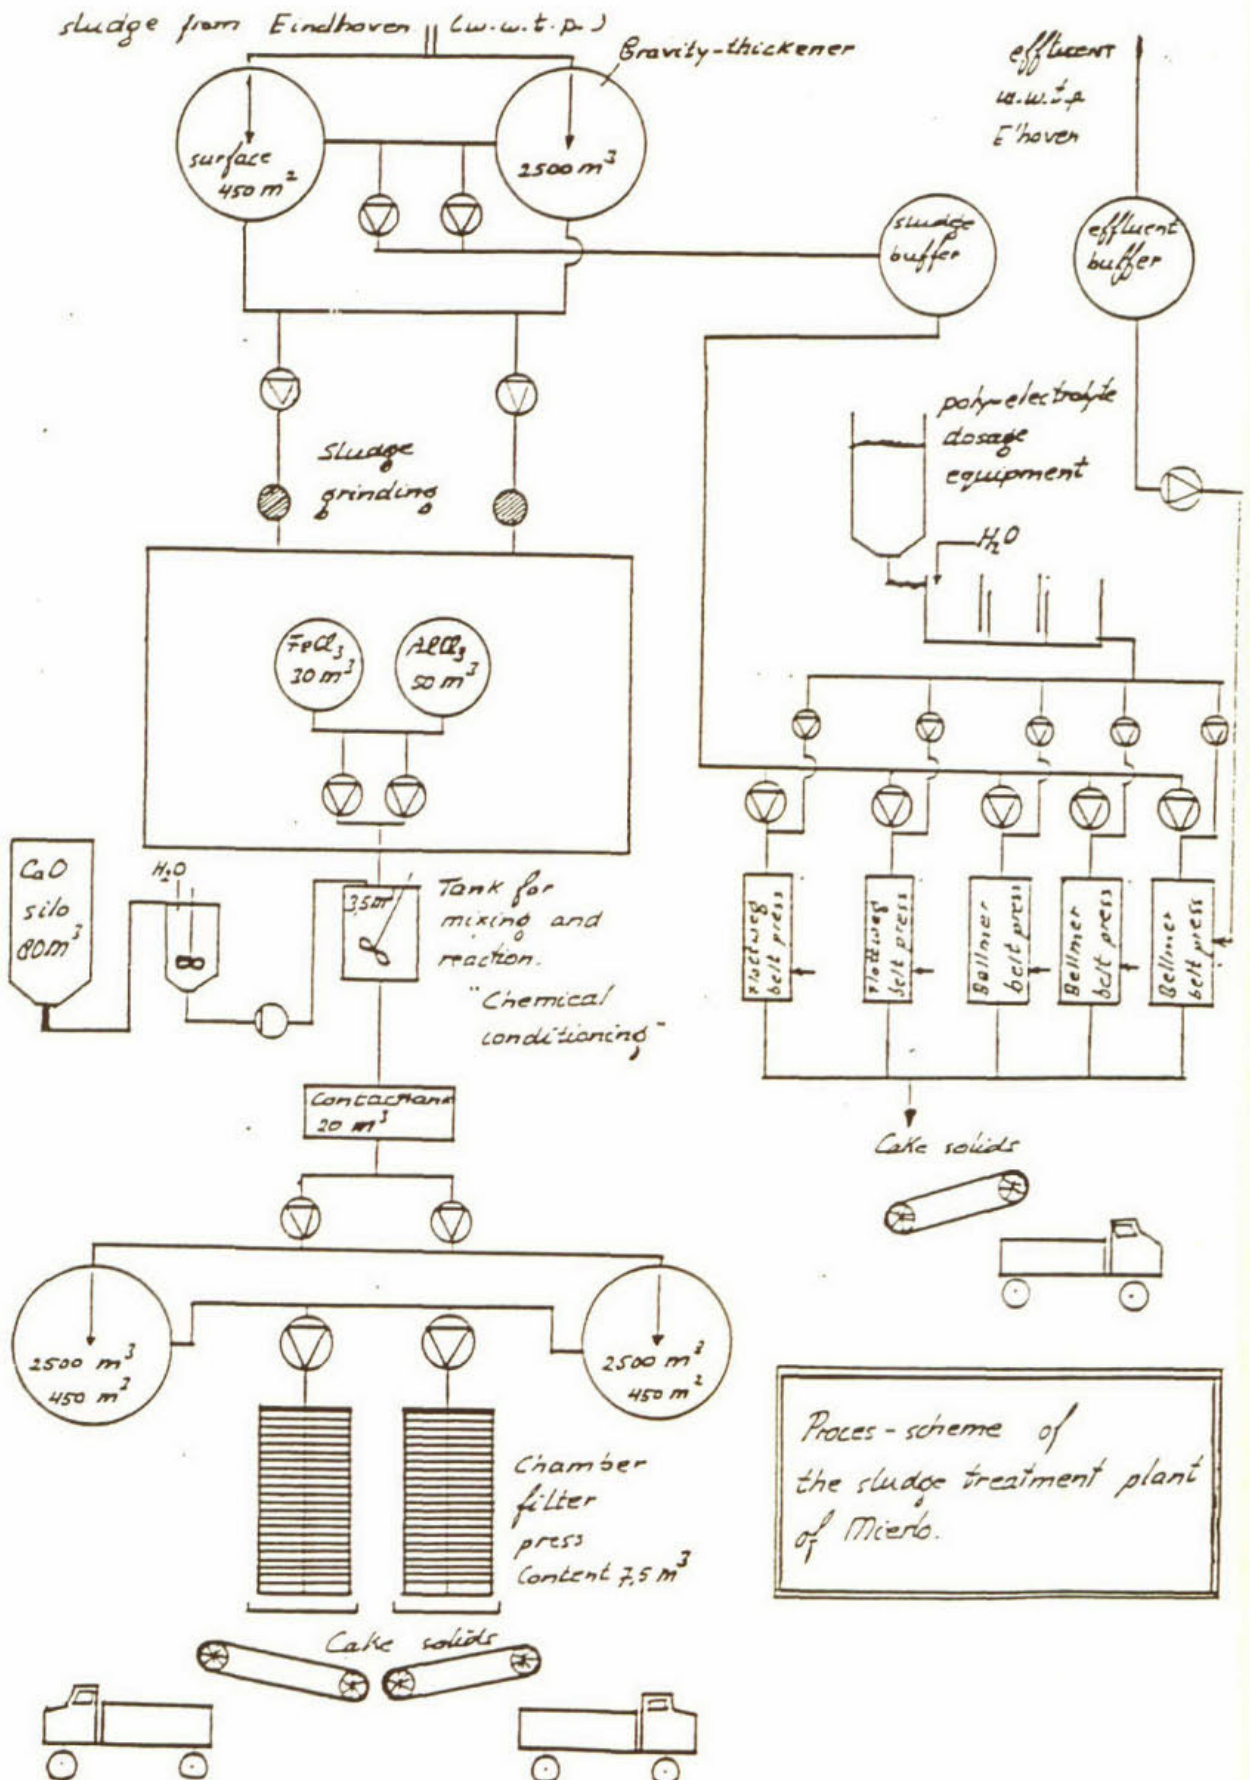 sludge from Eindhoven (w.w.t.p.)
Gravity-thickener
surface
450 m²
2500 m³
effluent
w.w.t.p
E'hoven
sludge
buffer
effluent
buffer
poly-electrolyte
dosage
equipment
H₂O
Sludge
grinding
FeCl₃
30 m³
AlCl₃
50 m³
CaO
silo
80 m³
H₂O
3,5 m³
Tank for
mixing and
reaction.
"Chemical
conditioning"
Contacttank
20 m³
Flottweg
belt press
Flottweg
belt press
Bellmer
belt press
Bellmer
belt press
Bellmer
belt press
Cake solids
2500 m³
450 m²
2500 m³
450 m²
Chamber
filter
press
Content 7,5 m³
Cake solids
Proces-scheme of
the sludge treatment plant
of Mierlo.